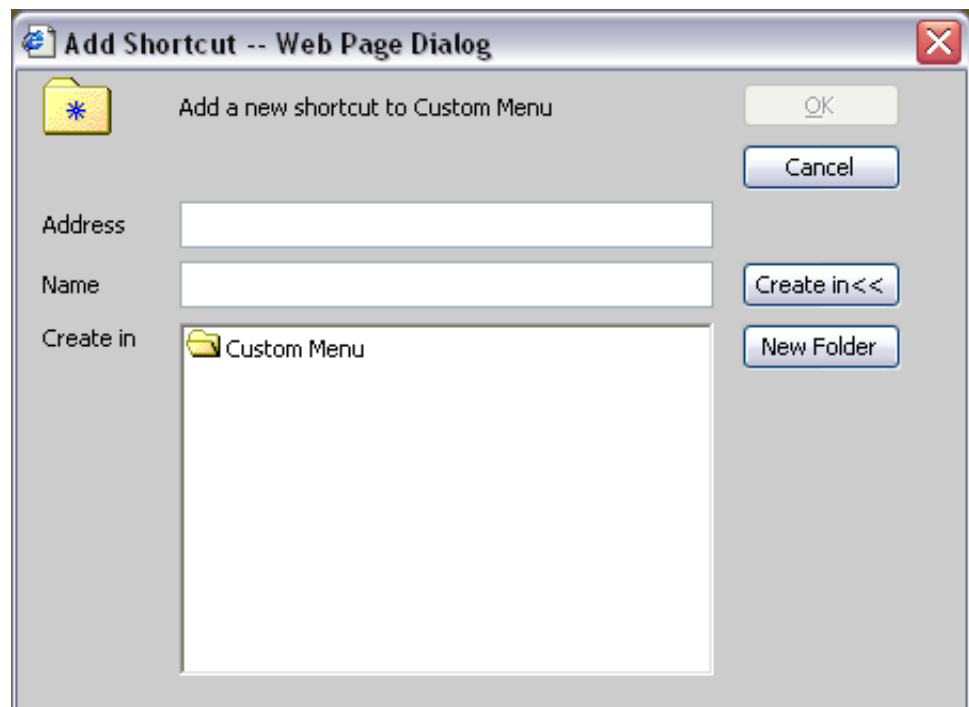 Add Shortcut -- Web Page Dialog
Add a new shortcut to Custom Menu
OK
Cancel
Address
Name
Create in<<
Create in
Custom Menu
New Folder